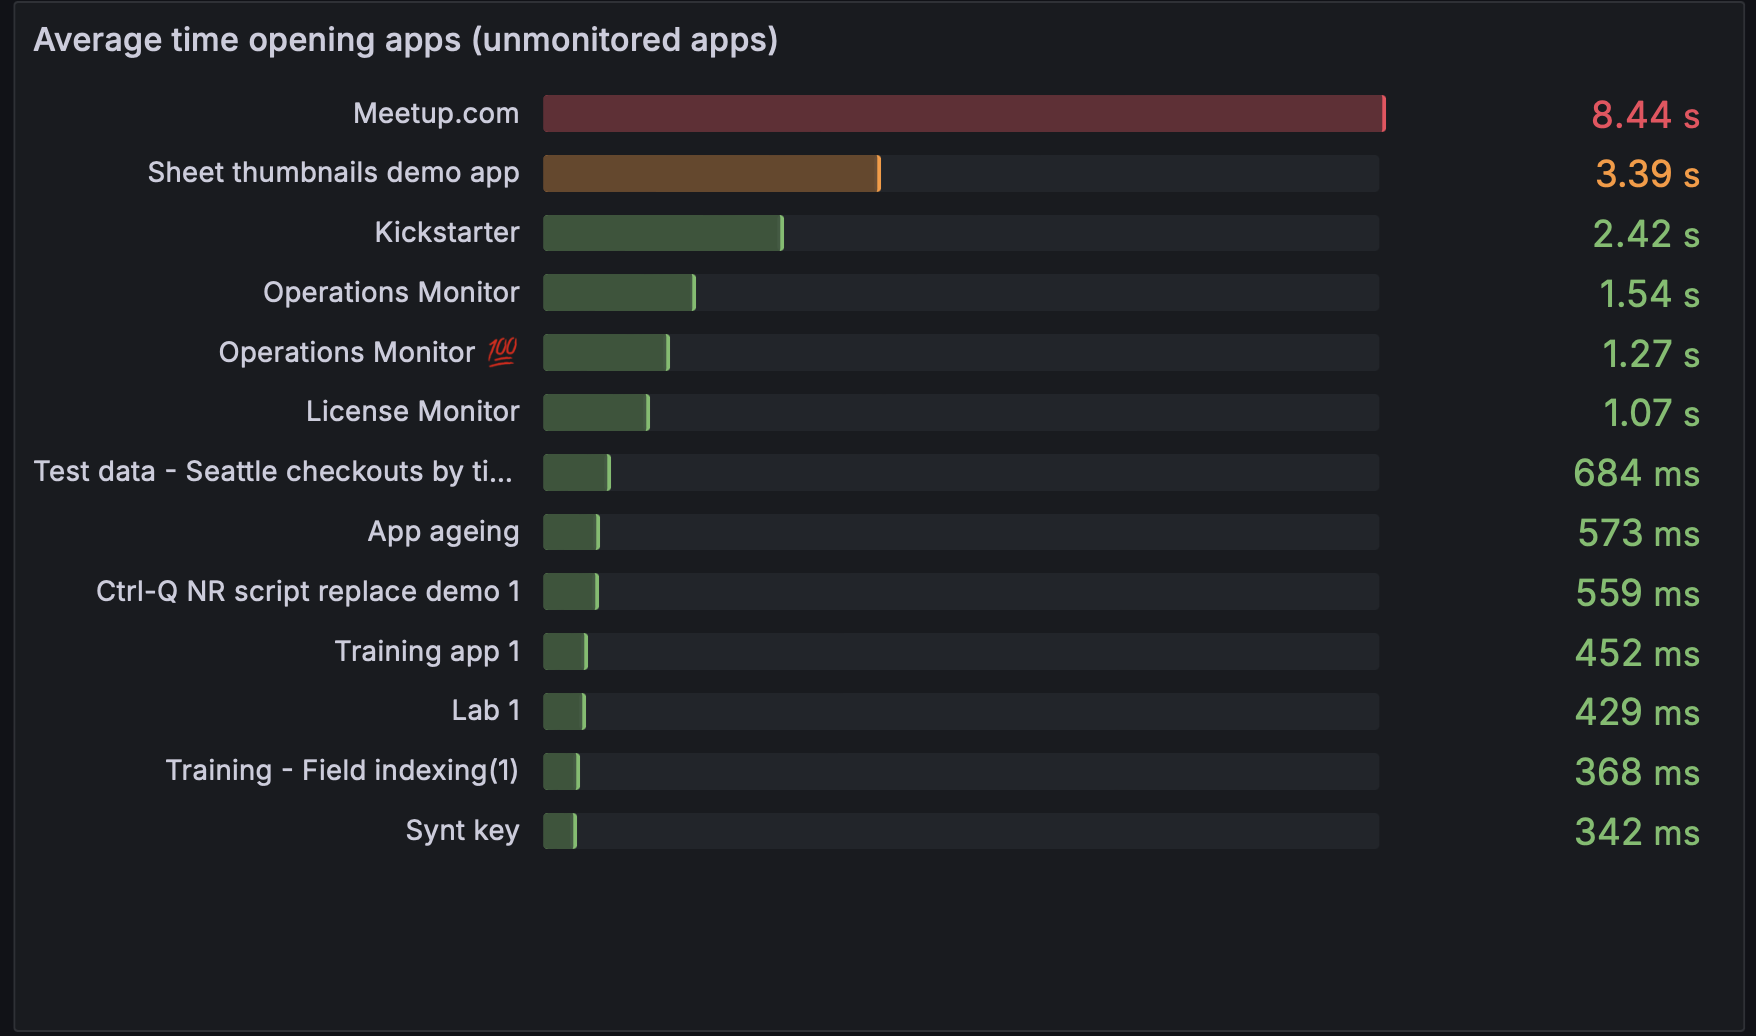 Average time opening apps (unmonitored apps)
Meetup.com 8.44 s
Sheet thumbnails demo app 3.39 s
Kickstarter 2.42 s
Operations Monitor 1.54 s
Operations Monitor 💯 1.27 s
License Monitor 1.07 s
Test data - Seattle checkouts by ti... 684 ms
App ageing 573 ms
Ctrl-Q NR script replace demo 1 559 ms
Training app 1 452 ms
Lab 1 429 ms
Training - Field indexing(1) 368 ms
Synt key 342 ms